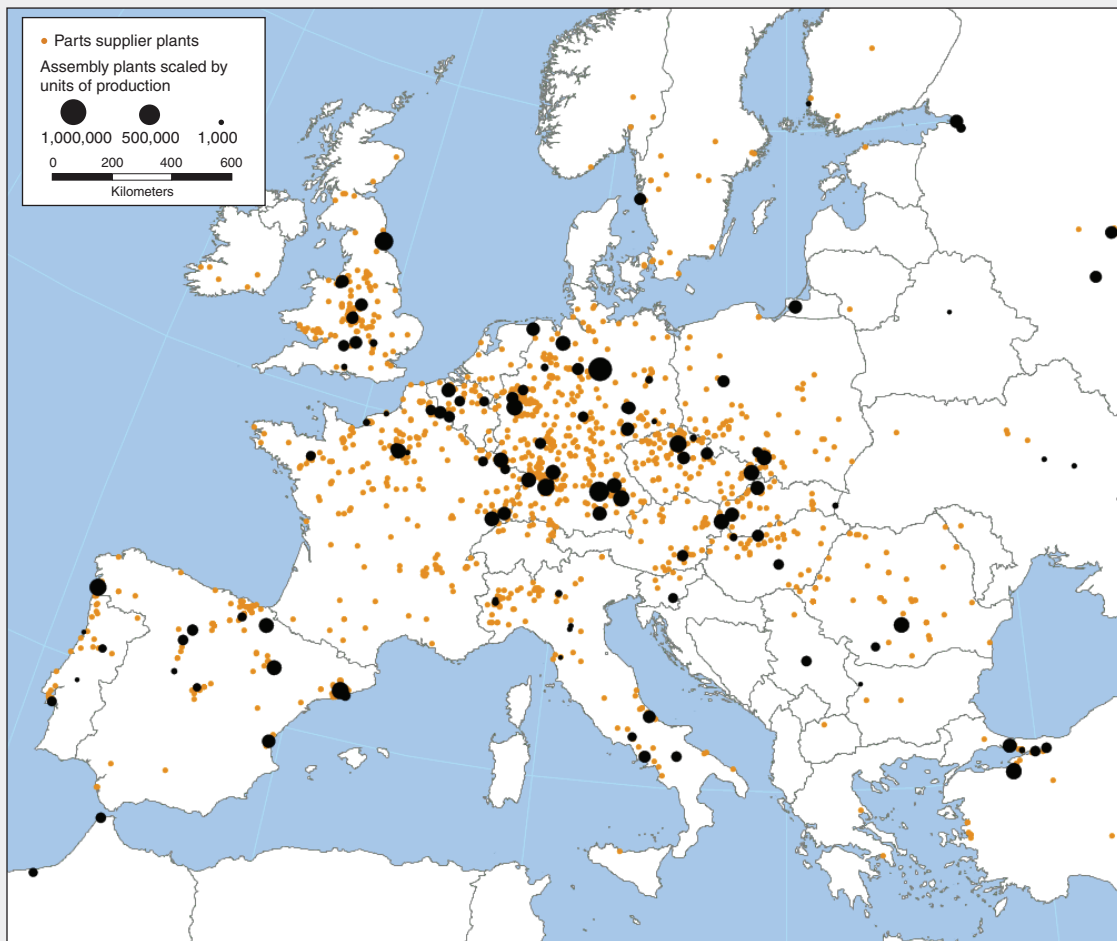 Parts supplier plants
Assembly plants scaled by
units of production
1,000,000 500,000 1,000
0 200 400 600
Kilometers